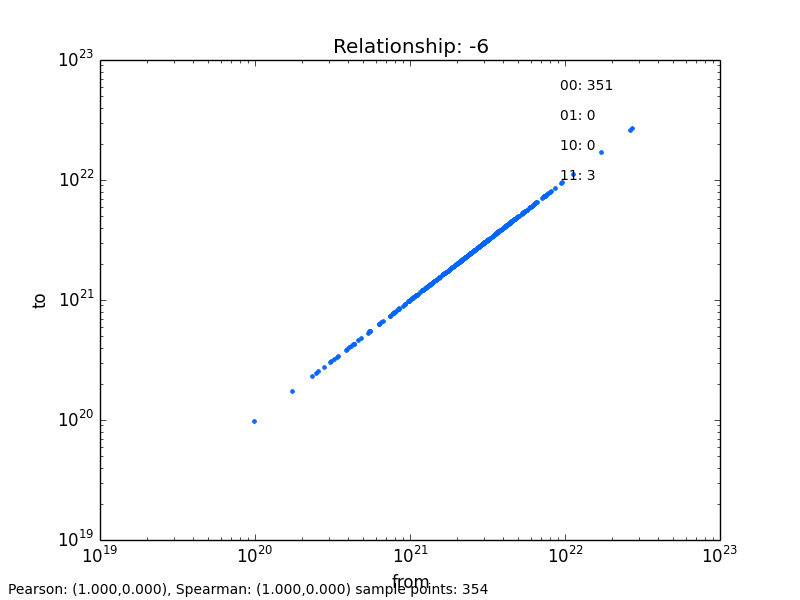 Relationship: -6
10^23
10^22
10^21
10^20
10^19
to
00: 351
01: 0
10: 0
11: 3
10^19 10^20 10^21 10^22 10^23
from
Pearson: (1.000,0.000), Spearman: (1.000,0.000) sample points: 354